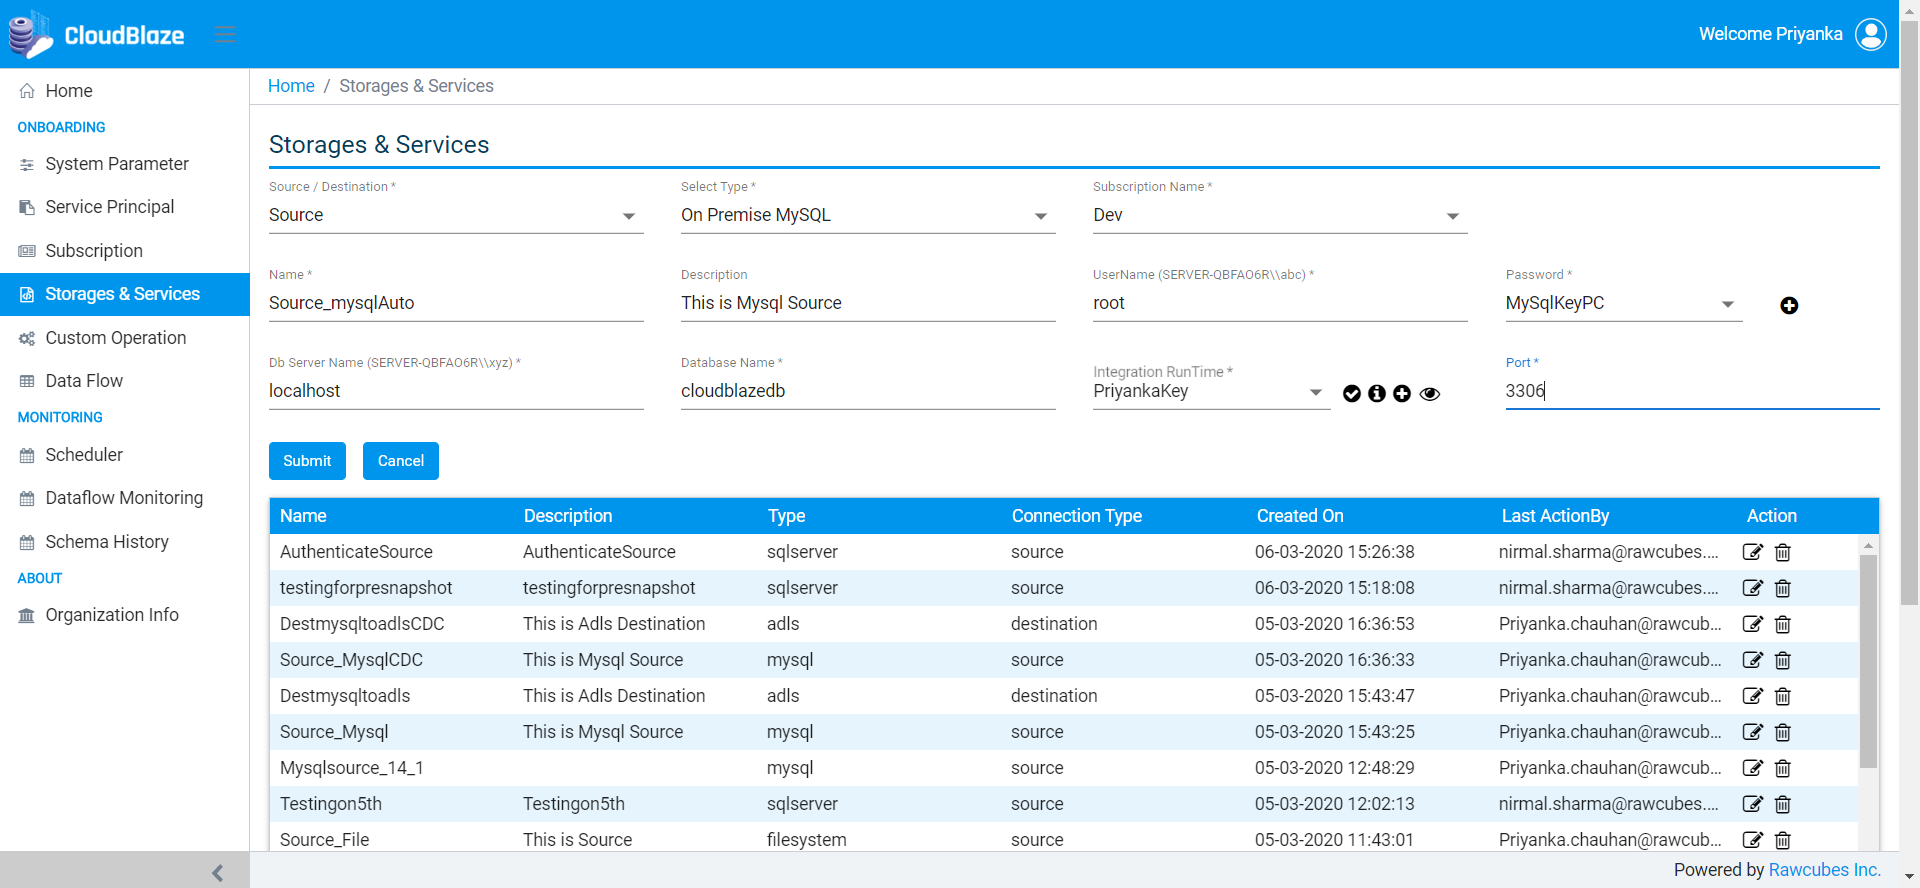 CloudBlaze
Welcome Priyanka
Home
ONBOARDING
System Parameter
Service Principal
Subscription
Storages & Services
Custom Operation
Data Flow
MONITORING
Scheduler
Dataflow Monitoring
Schema History
ABOUT
Organization Info
Home / Storages & Services
Storages & Services
Source / Destination * Select Type * Subscription Name *
Source On Premise MySQL Dev
Name * Description UserName (SERVER-QBFAO6R\\abc) * Password *
Source_mysqlAuto This is Mysql Source root MySqlKeyPC
Db Server Name (SERVER-QBFAO6R\\xyz) * Database Name * Integration RunTime * Port *
localhost cloudblazedb PriyankaKey 3306
Submit Cancel
Name Description Type Connection Type Created On Last ActionBy Action
AuthenticateSource AuthenticateSource sqlserver source 06-03-2020 15:26:38 nirmal.sharma@rawcubes....
testingforpresnapshot testingforpresnapshot sqlserver source 06-03-2020 15:18:08 nirmal.sharma@rawcubes....
DestmysqltoadlsCDC This is Adls Destination adls destination 05-03-2020 16:36:53 Priyanka.chauhan@rawcub...
Source_MysqlCDC This is Mysql Source mysql source 05-03-2020 16:36:33 Priyanka.chauhan@rawcub...
Destmysqltoadls This is Adls Destination adls destination 05-03-2020 15:43:47 Priyanka.chauhan@rawcub...
Source_Mysql This is Mysql Source mysql source 05-03-2020 15:43:25 Priyanka.chauhan@rawcub...
Mysqlsource_14_1 mysql source 05-03-2020 12:48:29 Priyanka.chauhan@rawcub...
Testingon5th Testingon5th sqlserver source 05-03-2020 12:02:13 nirmal.sharma@rawcubes....
Source_File This is Source filesystem source 05-03-2020 11:43:01 Priyanka.chauhan@rawcub...
Powered by Rawcubes Inc.